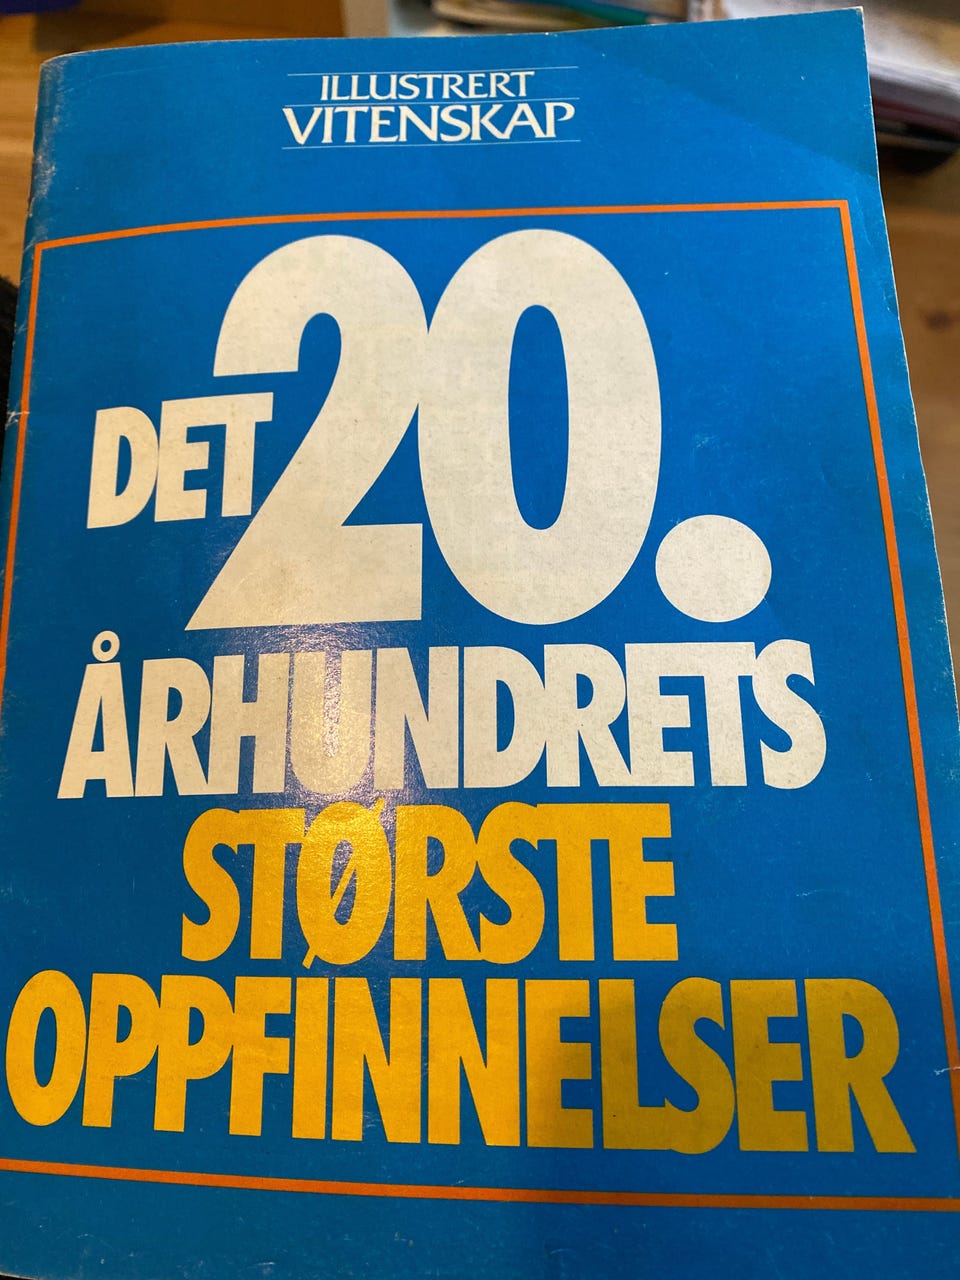 ILLUSTRERT
VITENSKAP
DET 20.
ÅRHUNDRETS
STØRSTE
OPPFINNELSER